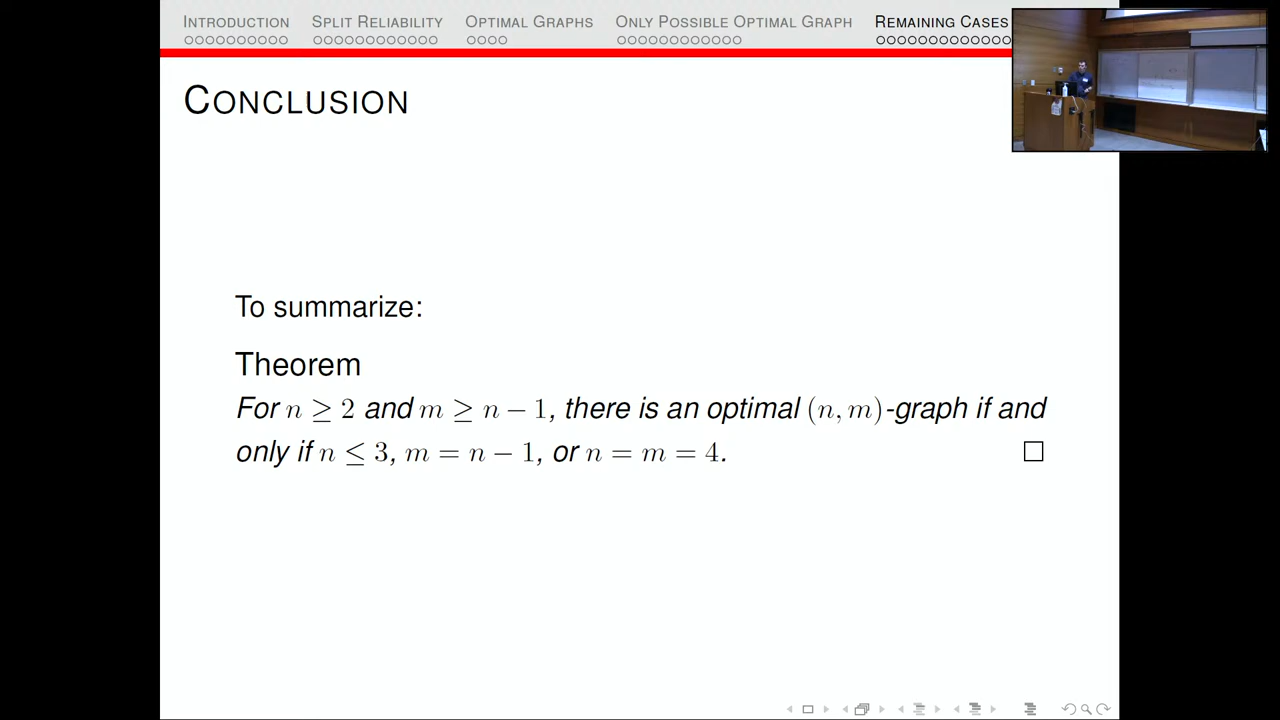 INTRODUCTION SPLIT RELIABILITY OPTIMAL GRAPHS ONLY POSSIBLE OPTIMAL GRAPH REMAINING CASES
CONCLUSION
To summarize:
Theorem
For n ≥ 2 and m ≥ n − 1, there is an optimal (n, m)-graph if and
only if n ≤ 3, m = n − 1, or n = m = 4. □